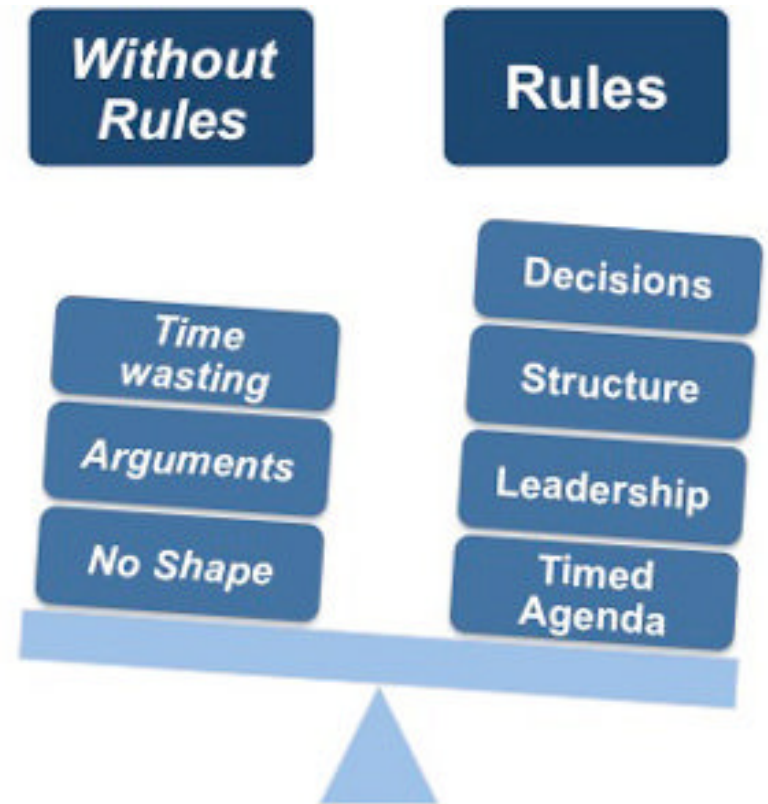 Without
Rules
Rules
Time
wasting
Arguments
No Shape
Decisions
Structure
Leadership
Timed
Agenda